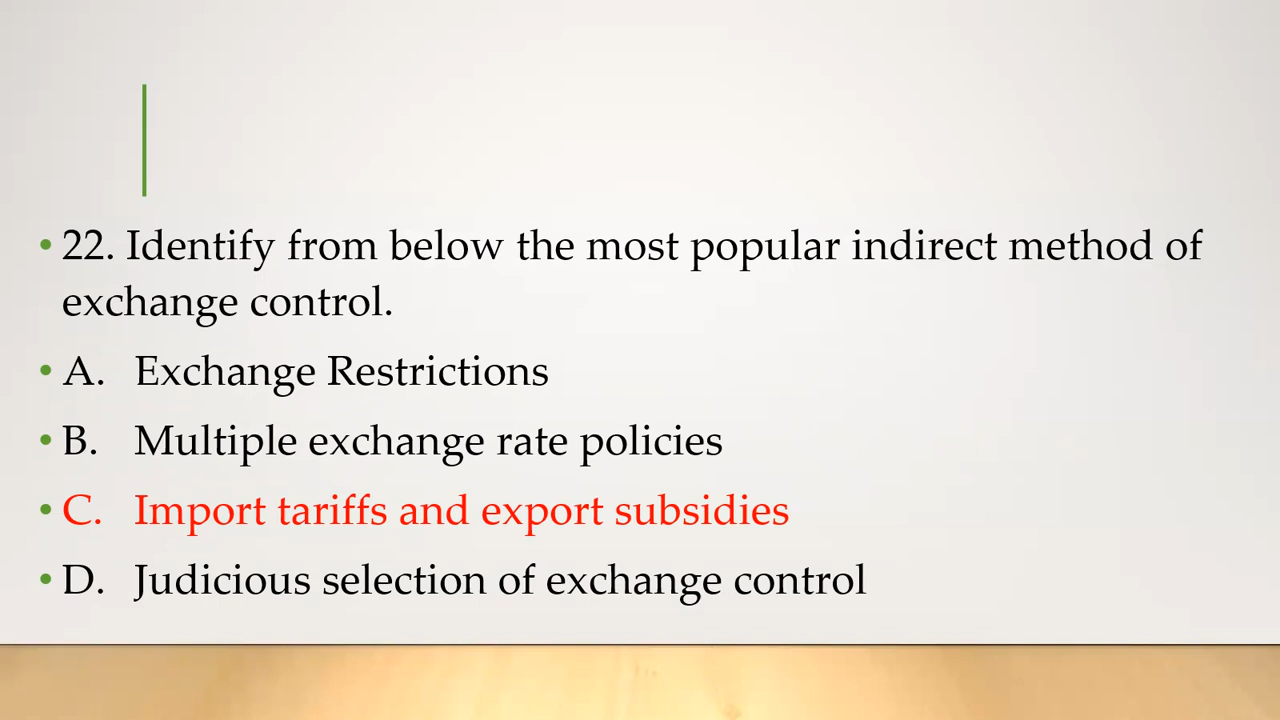 • 22. Identify from below the most popular indirect method of
exchange control.
• A. Exchange Restrictions
• B. Multiple exchange rate policies
• C. Import tariffs and export subsidies
• D. Judicious selection of exchange control